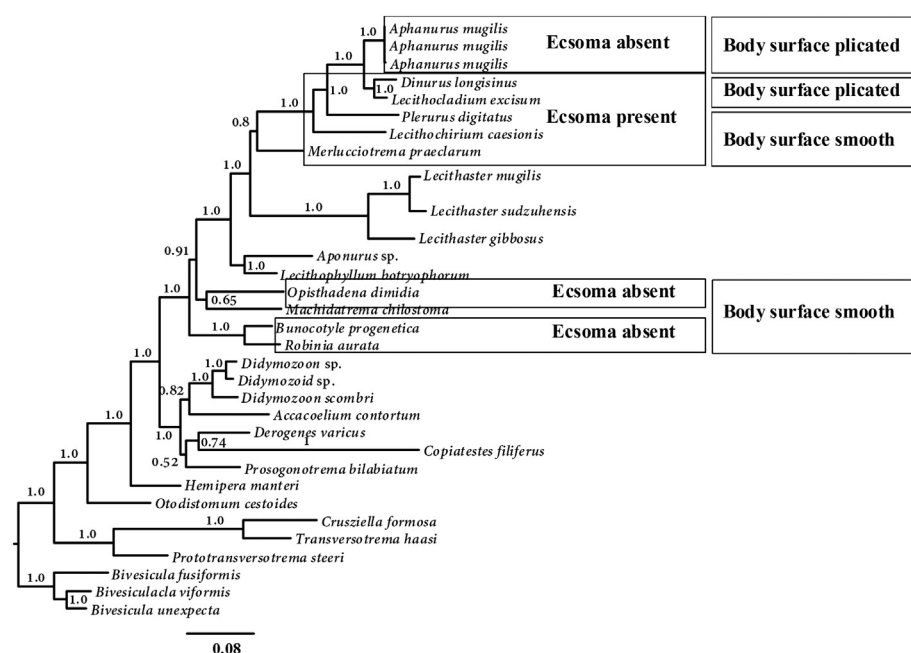 1.0
Aphanurus mugilis
Aphanurus mugilis
Aphanurus mugilis
Ecsoma absent
Body surface plicated
1.0
Dinurus longisinus
1.0
1.0
Lecithocladium excisum
Body surface plicated
1.0
Plerurus digitatus
Ecsoma present
0.8
Lecithochirium caesionis
Body surface smooth
Merlucciotrema praeclarum
1.0
Lecithaster mugilis
1.0
1.0
Lecithaster sudzuhensis
1.0
Lecithaster gibbosus
0.91
Aponurus sp.
1.0
Lecithophyllum botryophorum
1.0
Opisthadena dimidia
Ecsoma absent
0.65
Machidatrema chilostoma
Body surface smooth
1.0
Bunocotyle progenetica
Ecsoma absent
Robinia aurata
1.0
1.0
Didymozoon sp.
1.0
Didymozoid sp.
0.82
Didymozoon scombri
Accacoelium contortum
1.0
1.0
Derogenes varicus
0.74
1
Copiatestes filiferus
0.52
Prosogonotrema bilabiatum
1.0
Hemipera manteri
1.0
Otodistomum cestoides
1.0
Crusziella formosa
Transversotrema haasi
1.0
Prototransversotrema steeri
1.0
Bivesicula fusiformis
Bivesiculacla viformis
1.0
Bivesicula unexpecta
0.08